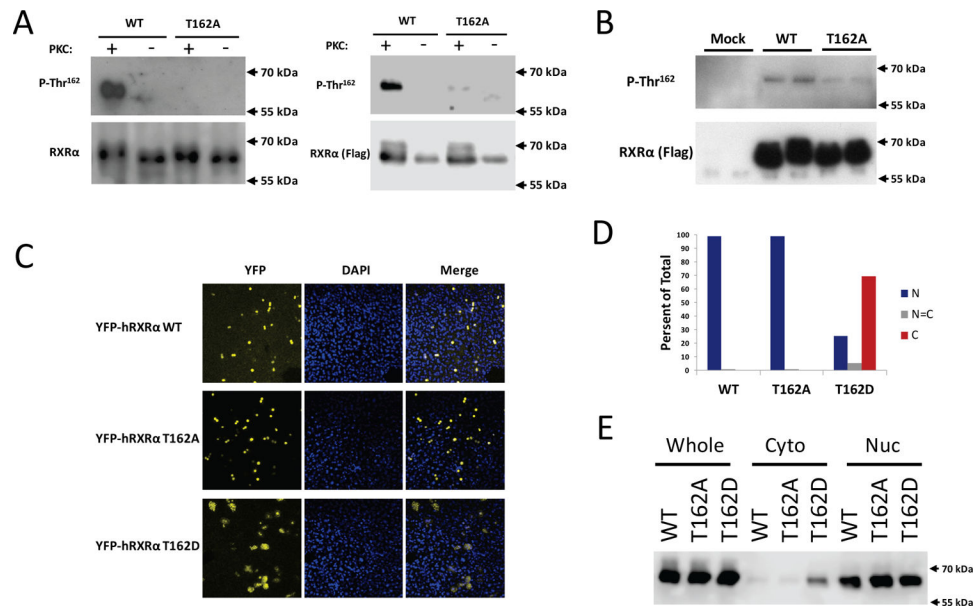 A
WT T162A
PKC: + - + -
P-Thr162
70 kDa
55 kDa
RXRα
70 kDa
55 kDa
WT T162A
PKC: + - + -
P-Thr162
70 kDa
55 kDa
RXRα (Flag)
70 kDa
55 kDa
B
Mock WT T162A
P-Thr162
70 kDa
55 kDa
RXRα (Flag)
70 kDa
55 kDa
C
YFP DAPI Merge
YFP-hRXRα WT
YFP-hRXRα T162A
YFP-hRXRα T162D
D
Persent of Total
100
90
80
70
60
50
40
30
20
10
0
WT T162A T162D
N
N=C
C
E
Whole Cyto Nuc
WT T162A T162D WT T162A T162D WT T162A T162D
70 kDa
55 kDa